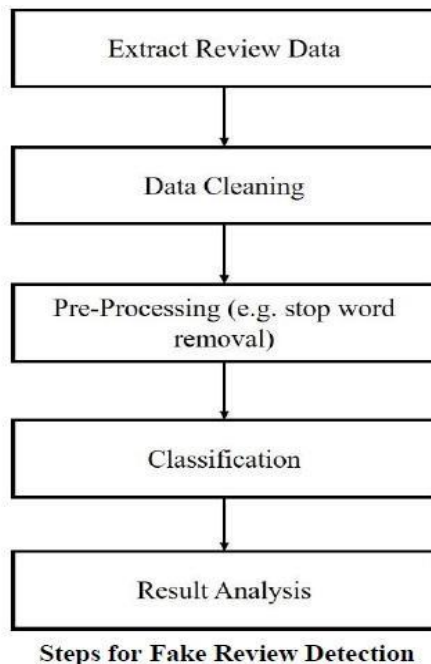 Extract Review Data
Data Cleaning
Pre-Processing (e.g. stop word
removal)
Classification
Result Analysis
Steps for Fake Review Detection